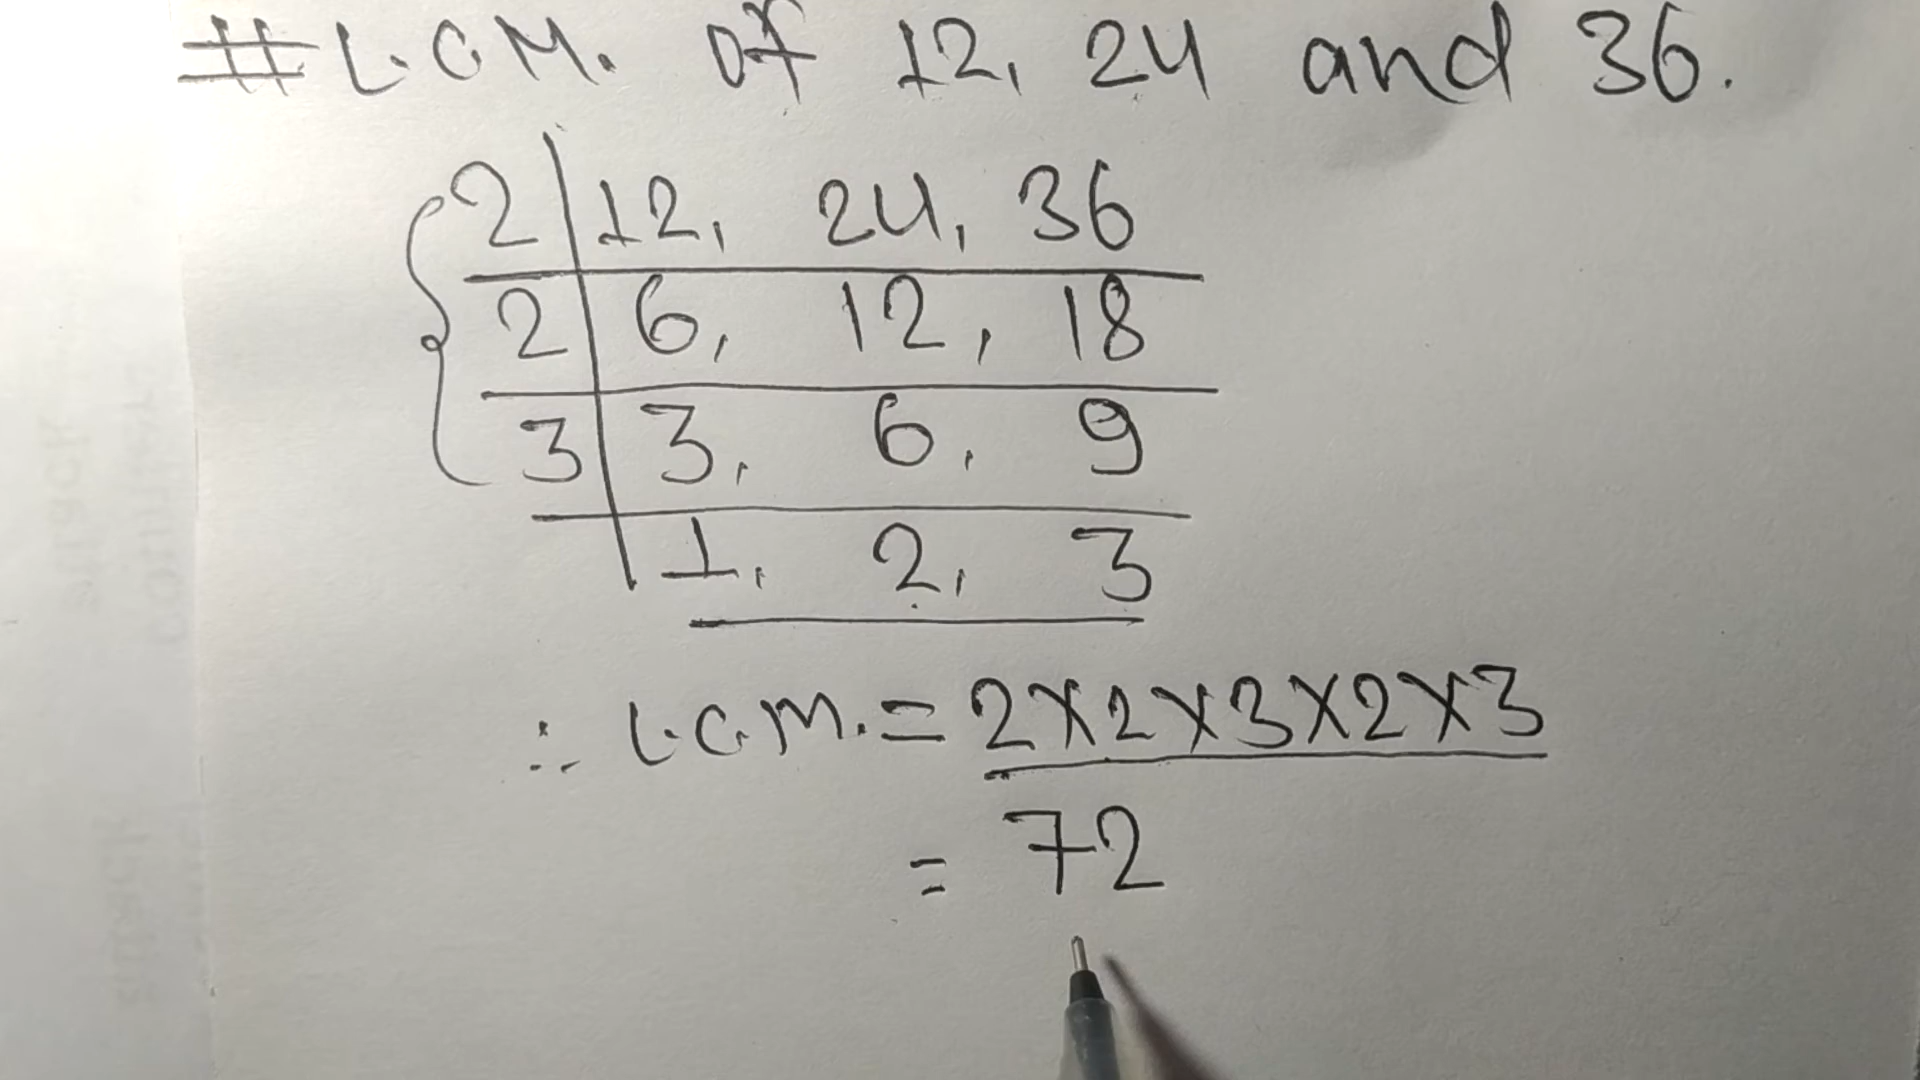 # L.C.M. of 12, 24 and 36.
2 | 12, 24, 36
2 | 6, 12, 18
3 | 3, 6, 9
| 1, 2, 3
∴ L.C.M. = 2×2×3×2×3
= 72